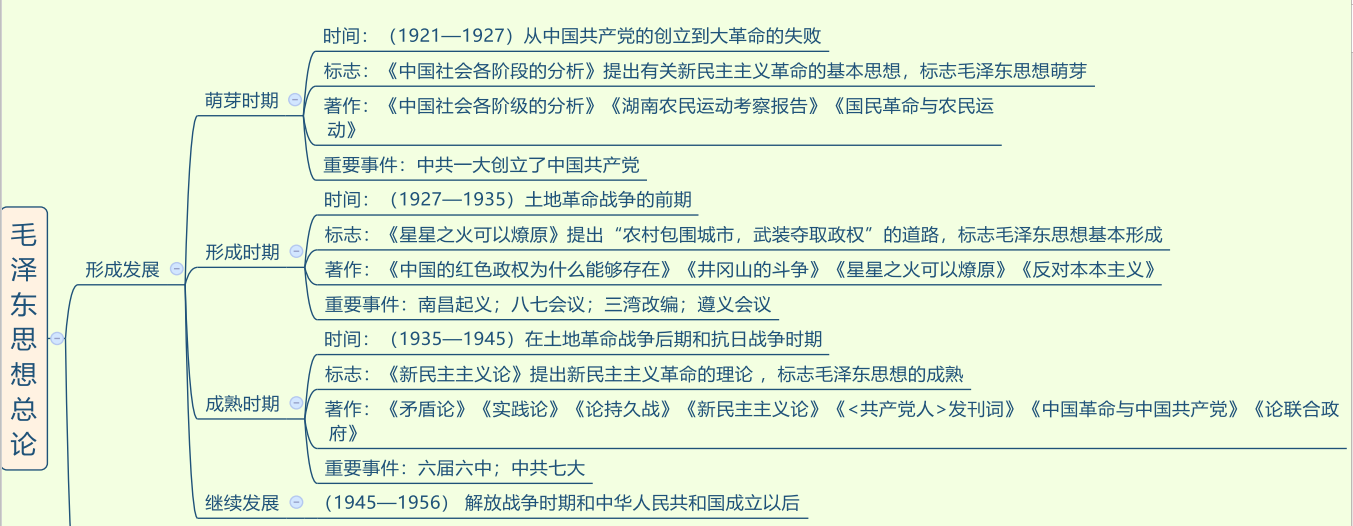 毛泽东思想总论
形成发展
萌芽时期
时间：（1921—1927）从中国共产党的创立到大革命的失败
标志：《中国社会各阶段的分析》提出有关新民主主义革命的基本思想，标志毛泽东思想萌芽
著作：《中国社会各阶级的分析》《湖南农民运动考察报告》《国民革命与农民运
动》
重要事件：中共一大创立了中国共产党
形成时期
时间：（1927—1935）土地革命战争的前期
标志：《星星之火可以燎原》提出“农村包围城市，武装夺取政权”的道路，标志毛泽东思想基本形成
著作：《中国的红色政权为什么能够存在》《井冈山的斗争》《星星之火可以燎原》《反对本本主义》
重要事件：南昌起义；八七会议；三湾改编；遵义会议
成熟时期
时间：（1935—1945）在土地革命战争后期和抗日战争时期
标志：《新民主主义论》提出新民主主义革命的理论 ，标志毛泽东思想的成熟
著作：《矛盾论》《实践论》《论持久战》《新民主主义论》《<共产党人>发刊词》《中国革命与中国共产党》《论联合政
府》
重要事件：六届六中；中共七大
继续发展
（1945—1956） 解放战争时期和中华人民共和国成立以后